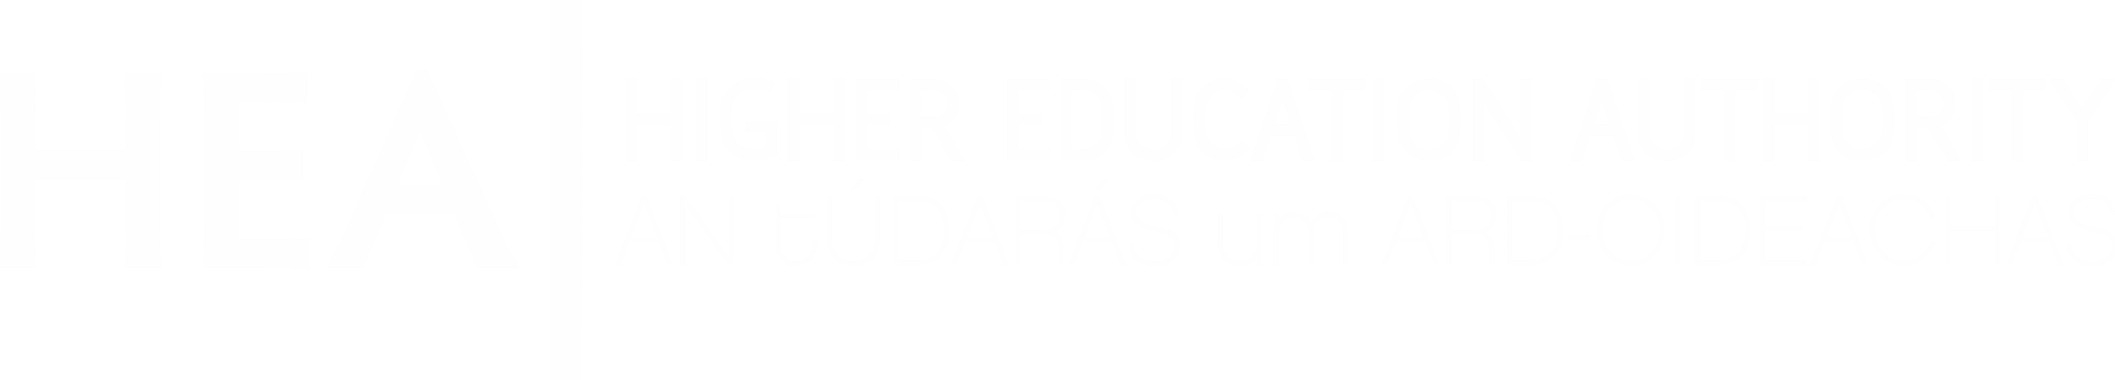 HEA
HIGHER EDUCATION AUTHORITY
AN tÚDARÁS um ARD-OIDEACHAS